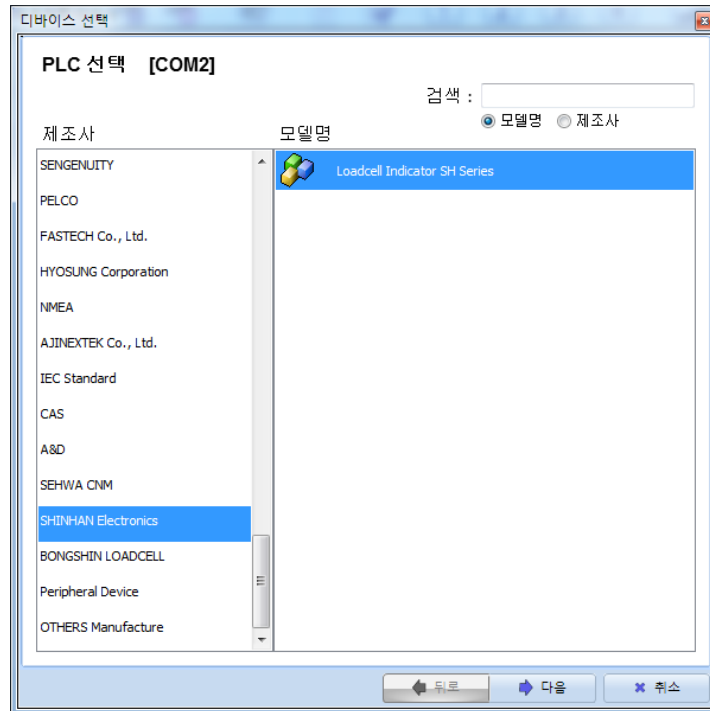 디바이스 선택
PLC 선택 [COM2]
검색 :
모델명 제조사
제조사
모델명
SENGENUITY
PELCO
FASTECH Co., Ltd.
HYOSUNG Corporation
NMEA
AJINEXTEK Co., Ltd.
IEC Standard
CAS
A&D
SEHWA CNM
SHINHAN Electronics
BONGSHIN LOADCELL
Peripheral Device
OTHERS Manufacture
Loadcell Indicator SH Series
뒤로 다음 취소